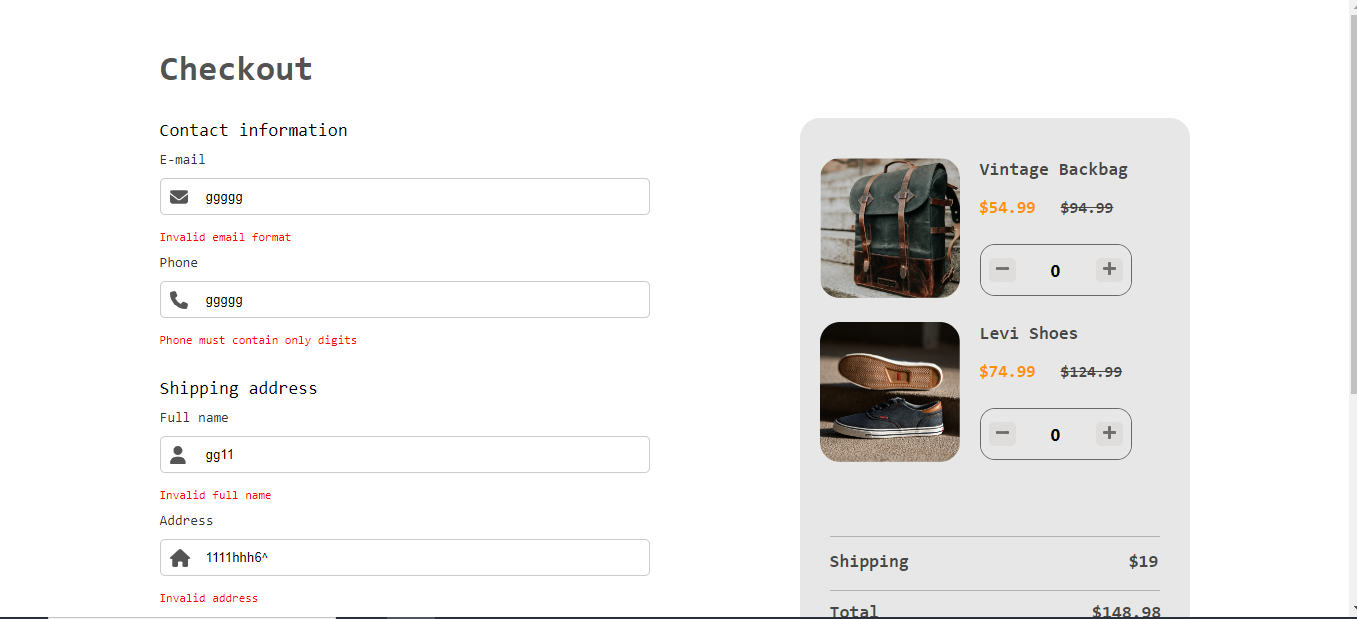 Checkout
Contact information
E-mail
ggggg
Invalid email format
Phone
ggggg
Phone must contain only digits
Shipping address
Full name
gg11
Invalid full name
Address
1111hhh6^
Invalid address
Vintage Backbag
$54.99 $94.99
− 0 +
Levi Shoes
$74.99 $124.99
− 0 +
Shipping $19
Total $148.98